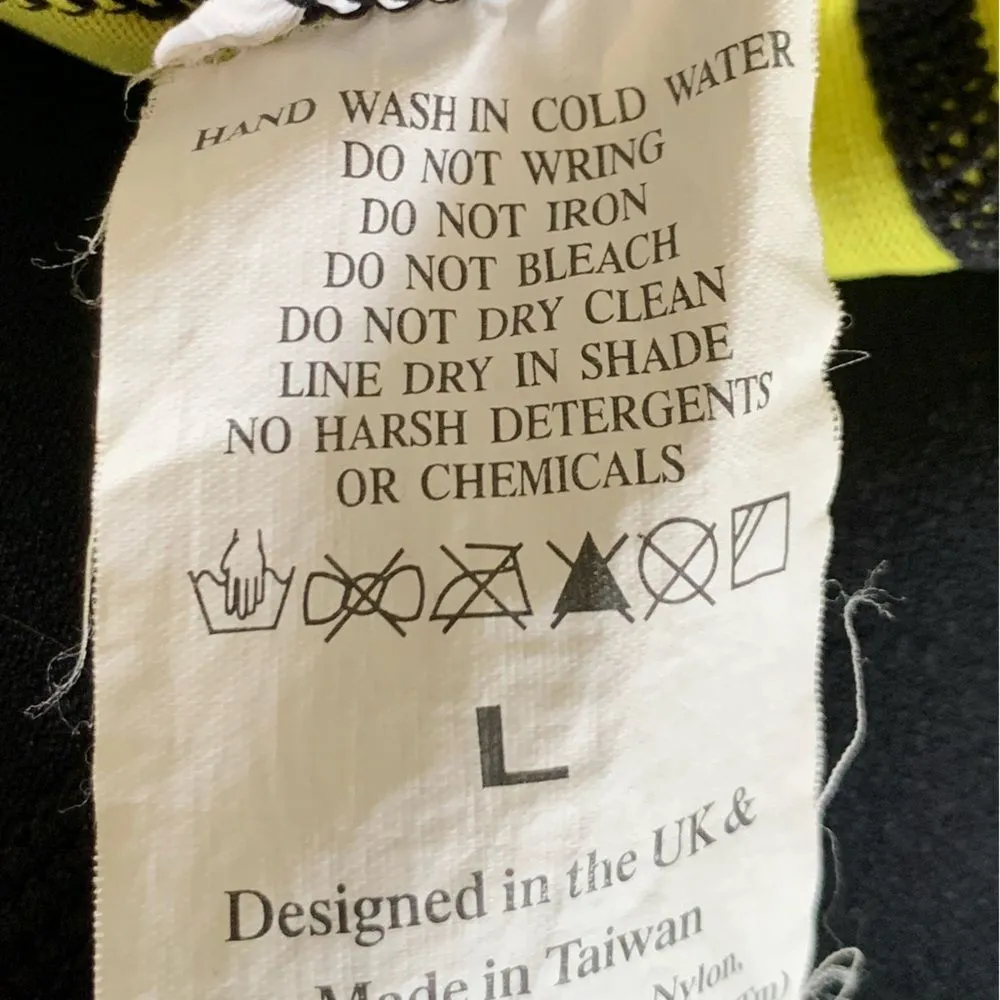 HAND WASH IN COLD WATER
DO NOT WRING
DO NOT IRON
DO NOT BLEACH
DO NOT DRY CLEAN
LINE DRY IN SHADE
NO HARSH DETERGENTS
OR CHEMICALS
L
Designed in the UK &
Made in Taiwan
Nylon,